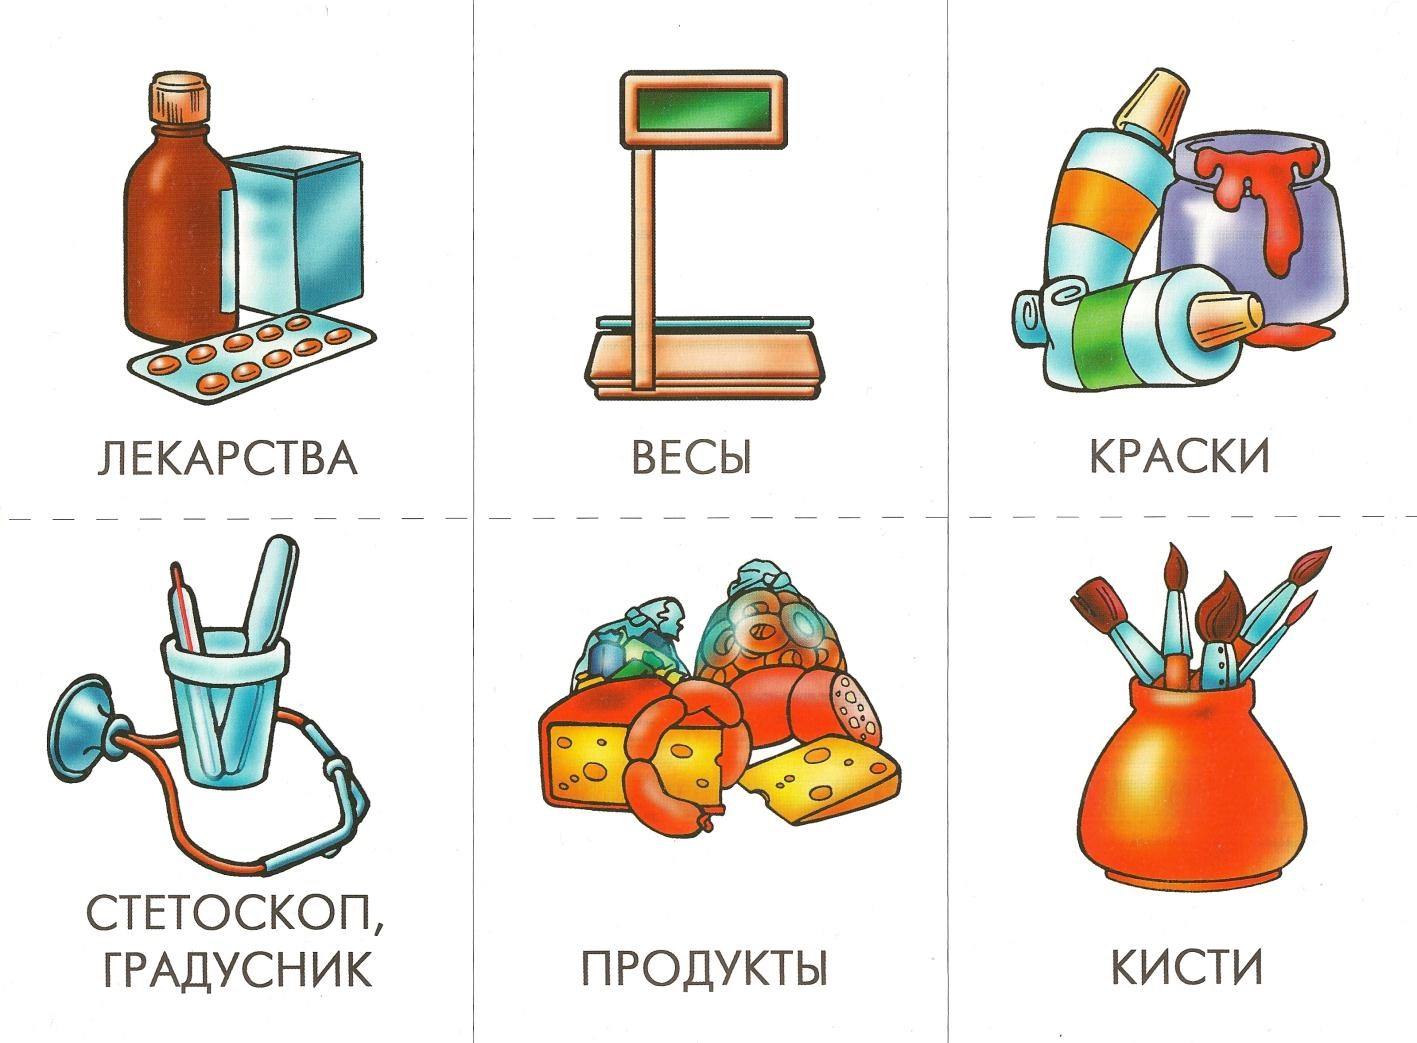 ЛЕКАРСТВА
ВЕСЫ
КРАСКИ
СТЕТОСКОП,
ГРАДУСНИК
ПРОДУКТЫ
КИСТИ